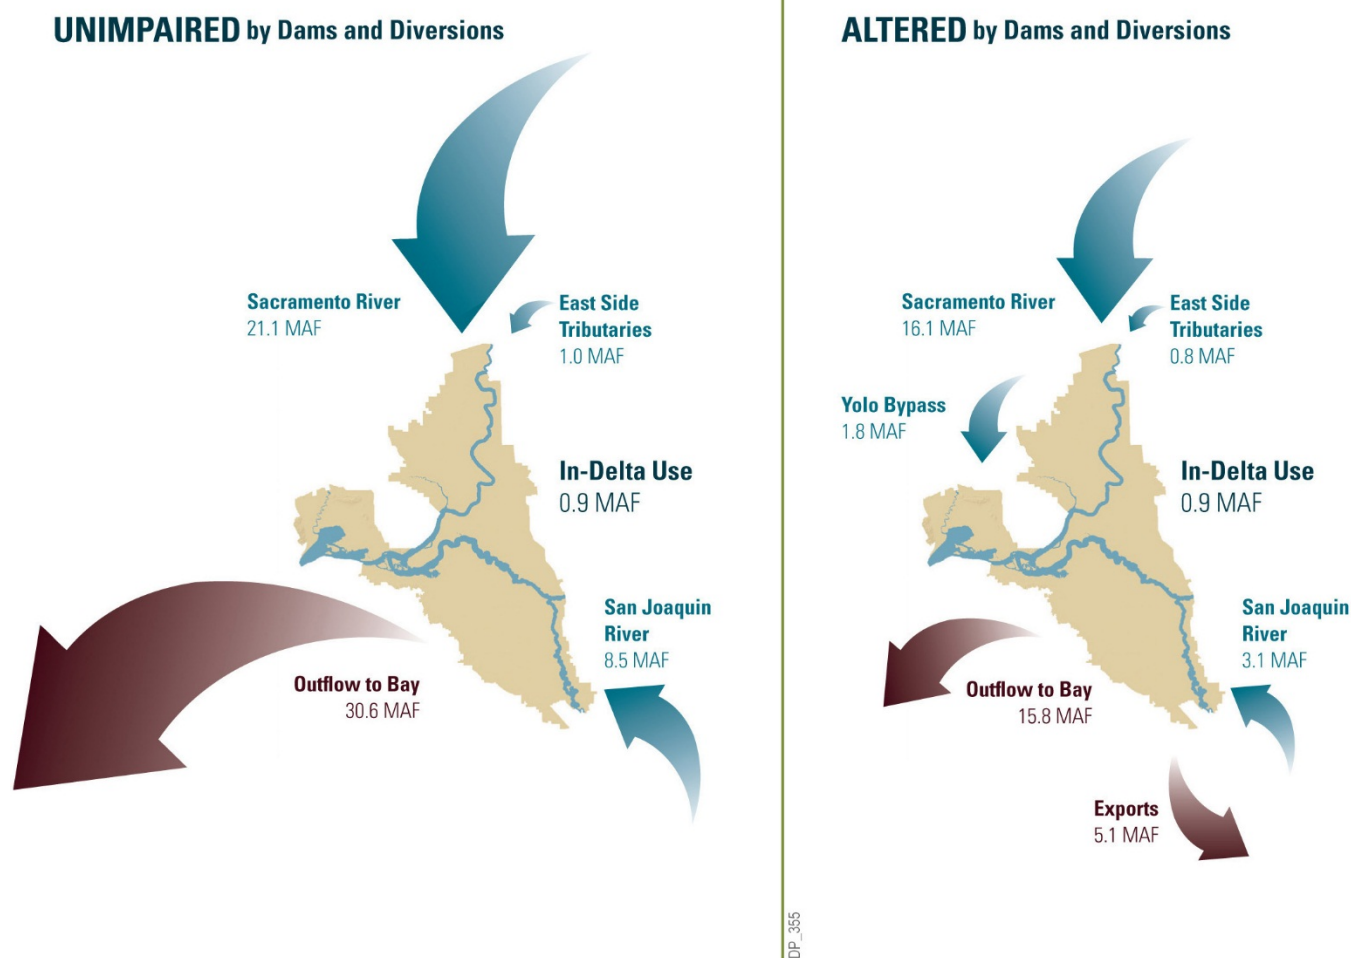 UNIMPAIRED by Dams and Diversions
Sacramento River
21.1 MAF
East Side
Tributaries
1.0 MAF
In-Delta Use
0.9 MAF
San Joaquin
River
8.5 MAF
Outflow to Bay
30.6 MAF
ALTERED by Dams and Diversions
Sacramento River
16.1 MAF
East Side
Tributaries
0.8 MAF
Yolo Bypass
1.8 MAF
In-Delta Use
0.9 MAF
San Joaquin
River
3.1 MAF
Outflow to Bay
15.8 MAF
Exports
5.1 MAF
DP_355